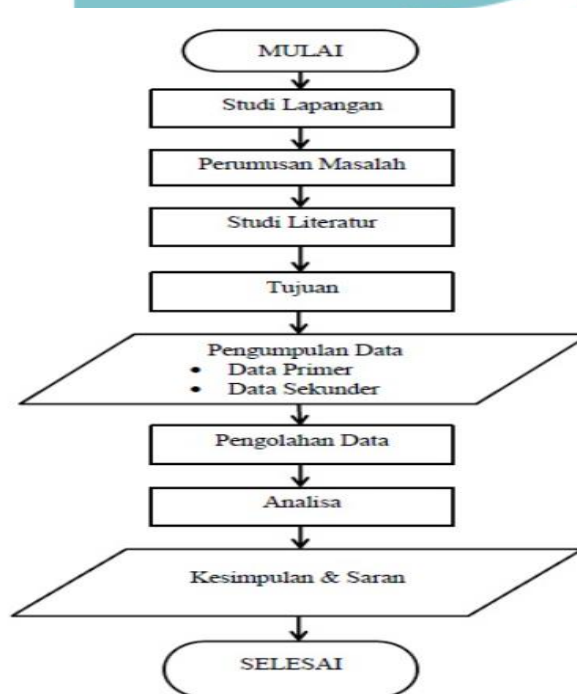 MULAI
Studi Lapangan
Perumusan Masalah
Studi Literatur
Tujuan
Pengumpulan Data
• Data Primer
• Data Sekunder
Pengolahan Data
Analisa
Kesimpulan & Saran
SELESAI